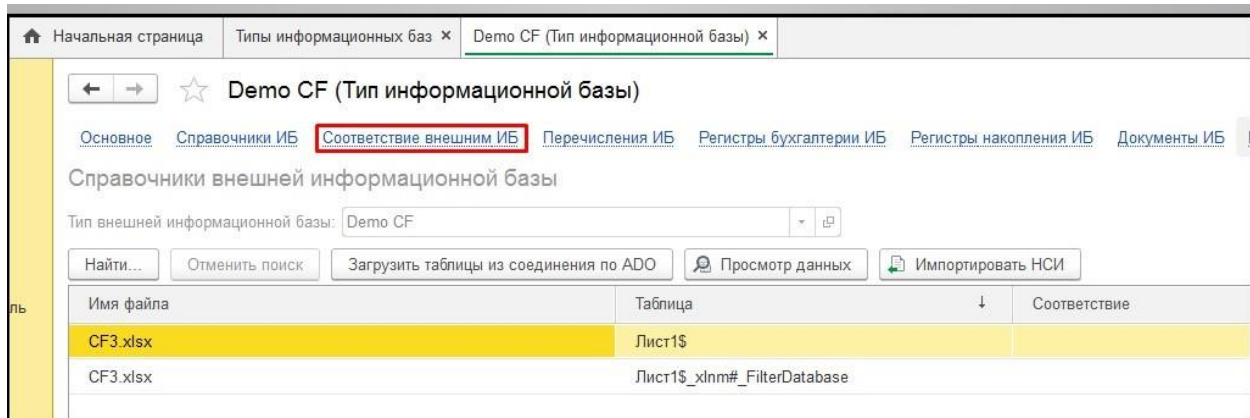 Начальная страница Типы информационных баз × Demo CF (Тип информационной базы) ×
Demo CF (Тип информационной базы)
Основное Справочники ИБ Соответствие внешним ИБ Перечисления ИБ Регистры бухгалтерии ИБ Регистры накопления ИБ Документы ИБ
Справочники внешней информационной базы
Тип внешней информационной базы: Demo CF
Найти... Отменить поиск Загрузить таблицы из соединения по ADO Просмотр данных Импортировать НСИ
ль Имя файла Таблица ↓ Соответствие
CF3.xlsx Лист1$
CF3.xlsx Лист1$_xlnm#_FilterDatabase